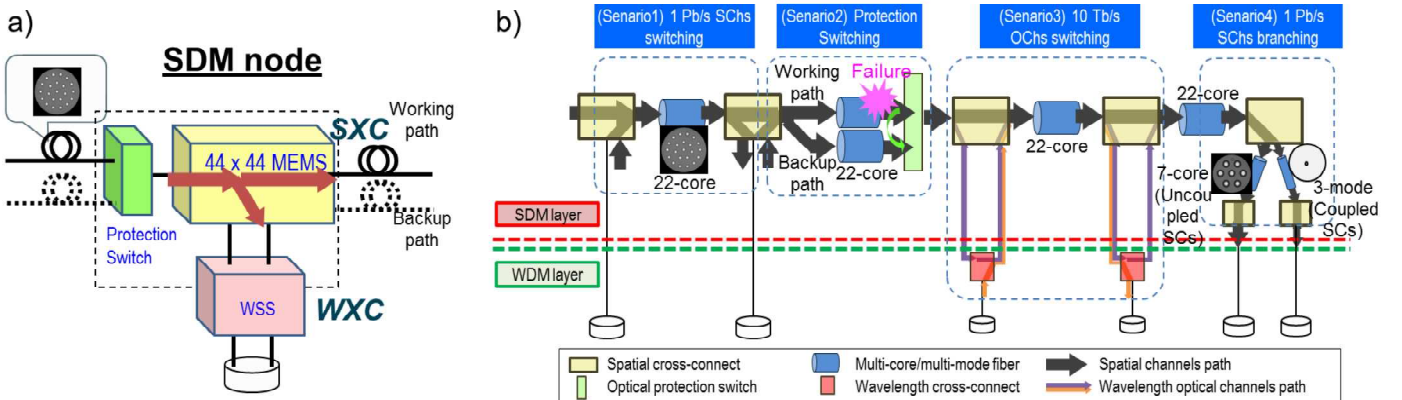 a)
SDM node
Working
path
SXC
44 x 44 MEMS
Backup
path
Protection
Switch
WSS
WXC
b)
(Senario1) 1 Pb/s SChs
switching
(Senario2) Protection
Switching
(Senario3) 10 Tb/s
OChs switching
(Senario4) 1 Pb/s
SChs branching
Working
path
Failure
22-core
22-core
Backup
path
22-core
22-core
7-core
(Uncou
pled
SCs)
3-mode
(Coupled
SCs)
SDM layer
WDM layer
Spatial cross-connect
Multi-core/multi-mode fiber
Spatial channels path
Optical protection switch
Wavelength cross-connect
Wavelength optical channels path